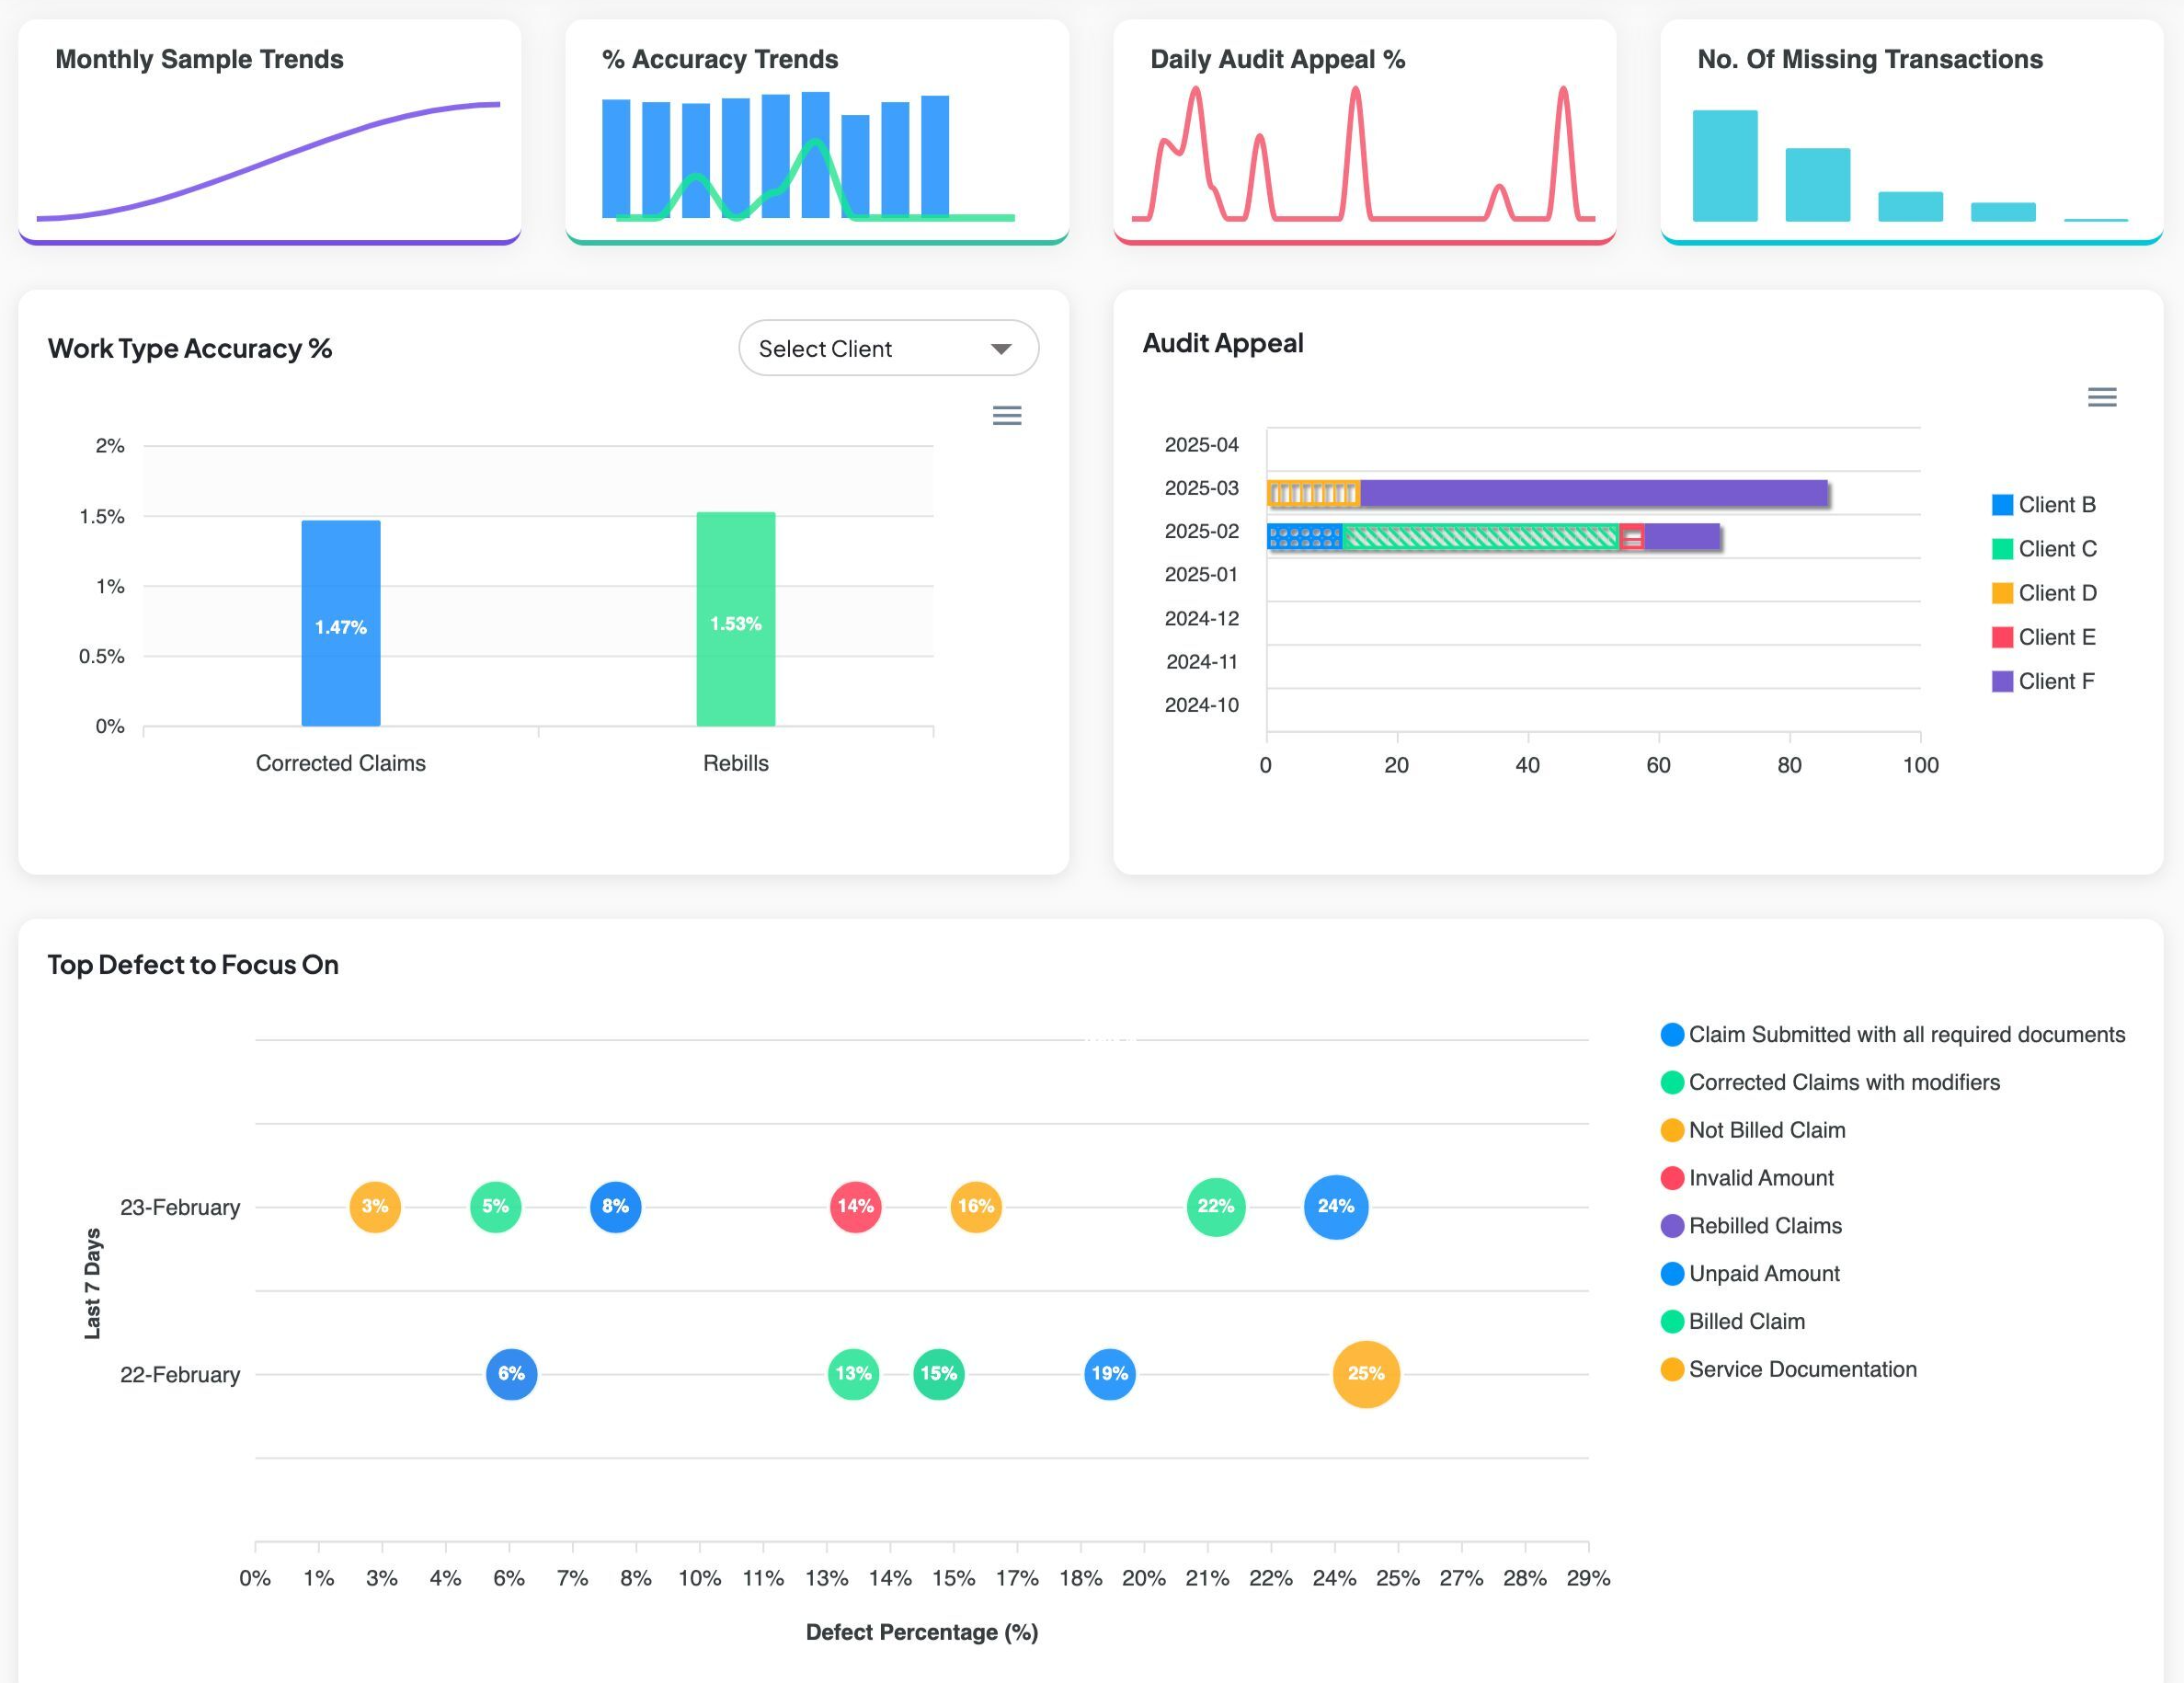 Monthly Sample Trends
% Accuracy Trends
Daily Audit Appeal %
No. Of Missing Transactions
Work Type Accuracy %
Select Client
2%
1.5%
1%
0.5%
0%
1.47%
1.53%
Corrected Claims
Rebills
Audit Appeal
2025-04
2025-03
2025-02
2025-01
2024-12
2024-11
2024-10
0 20 40 60 80 100
Client B
Client C
Client D
Client E
Client F
Top Defect to Focus On
Last 7 Days
23-February
3% 5% 8% 14% 16% 22% 24%
22-February
6% 13% 15% 19% 25%
0% 1% 3% 4% 6% 7% 8% 10% 11% 13% 14% 15% 17% 18% 20% 21% 22% 24% 25% 27% 28% 29%
Defect Percentage (%)
Claim Submitted with all required documents
Corrected Claims with modifiers
Not Billed Claim
Invalid Amount
Rebilled Claims
Unpaid Amount
Billed Claim
Service Documentation